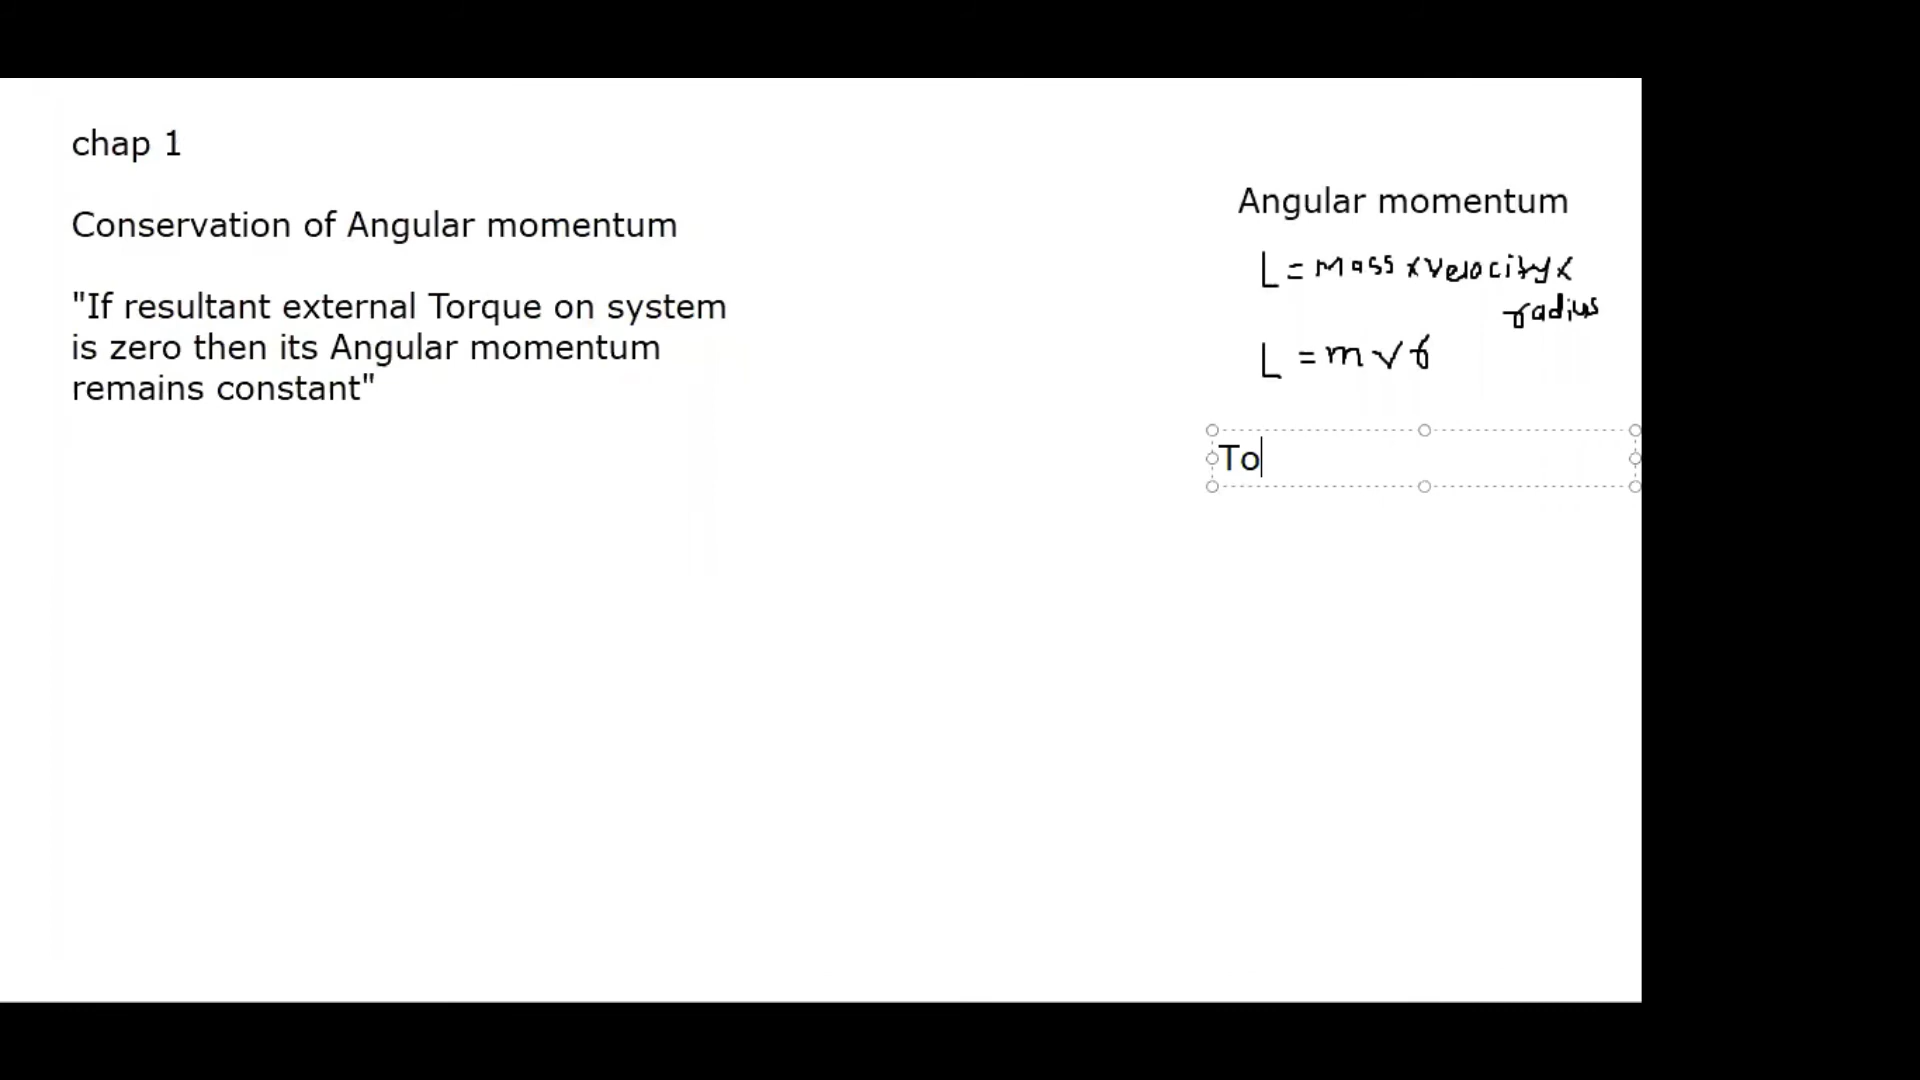 chap 1
Conservation of Angular momentum
"If resultant external Torque on system
is zero then its Angular momentum
remains constant"
Angular momentum
L = Mass × velocity ×
radius
L = m v r
To